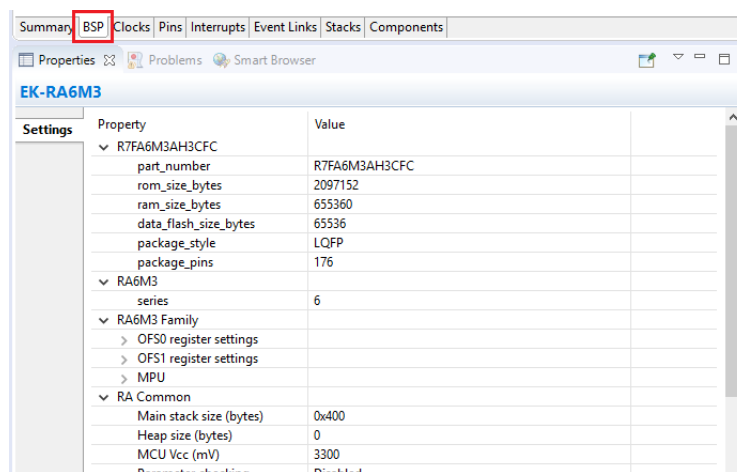 Summary BSP Clocks Pins Interrupts Event Links Stacks Components
Properties Problems Smart Browser
EK-RA6M3
Settings
Property Value
R7FA6M3AH3CFC
part_number R7FA6M3AH3CFC
rom_size_bytes 2097152
ram_size_bytes 655360
data_flash_size_bytes 65536
package_style LQFP
package_pins 176
RA6M3
series 6
RA6M3 Family
OFS0 register settings
OFS1 register settings
MPU
RA Common
Main stack size (bytes) 0x400
Heap size (bytes) 0
MCU Vcc (mV) 3300
Parameter checking Disabled